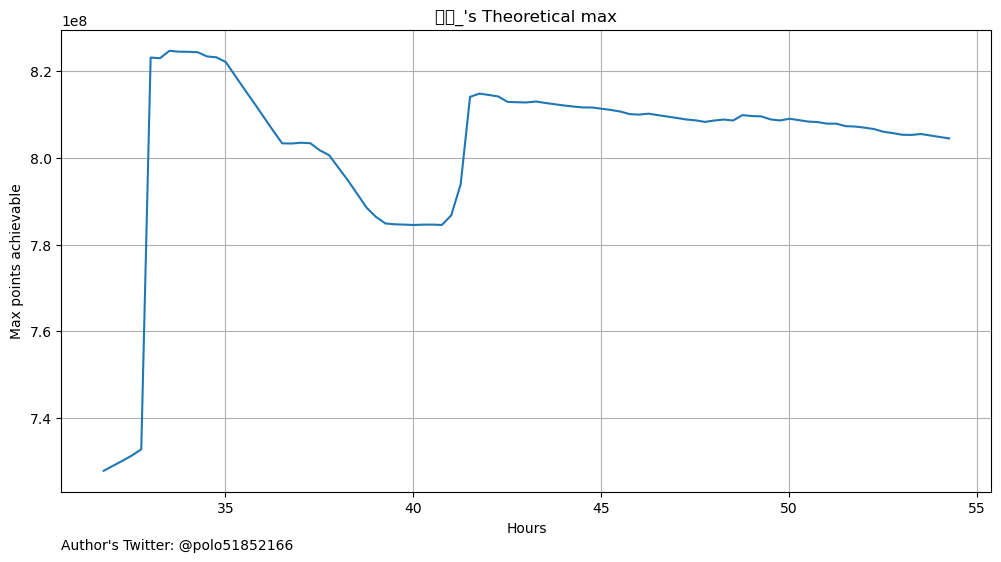 _'s Theoretical max
1e8
8.2
8.0
7.8
7.6
7.4
Max points achievable
35
40
45
50
55
Hours
Author's Twitter: @polo51852166